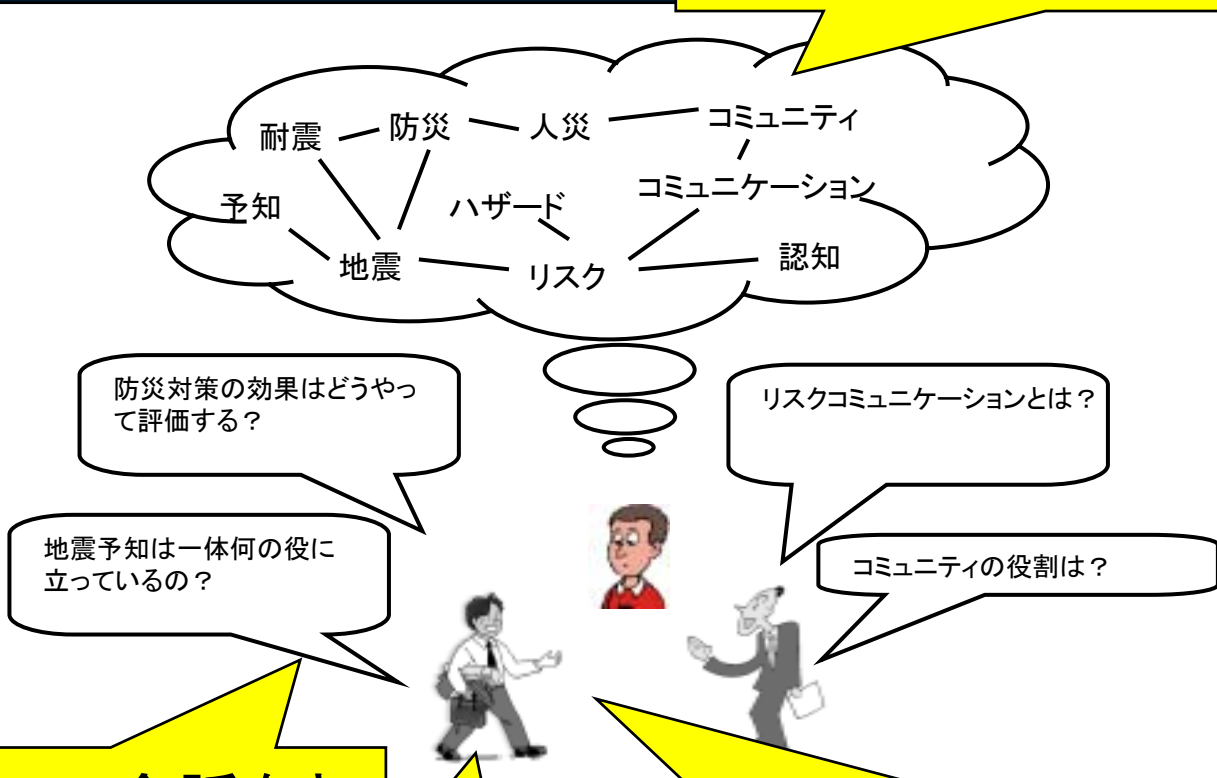 耐震
防災
人災
コミュニティ
予知
ハザード
コミュニケーション
地震
リスク
認知
防災対策の効果はどうやっ
て評価する？
リスクコミュニケーションとは？
地震予知は一体何の役に
立っているの？
コミュニティの役割は？